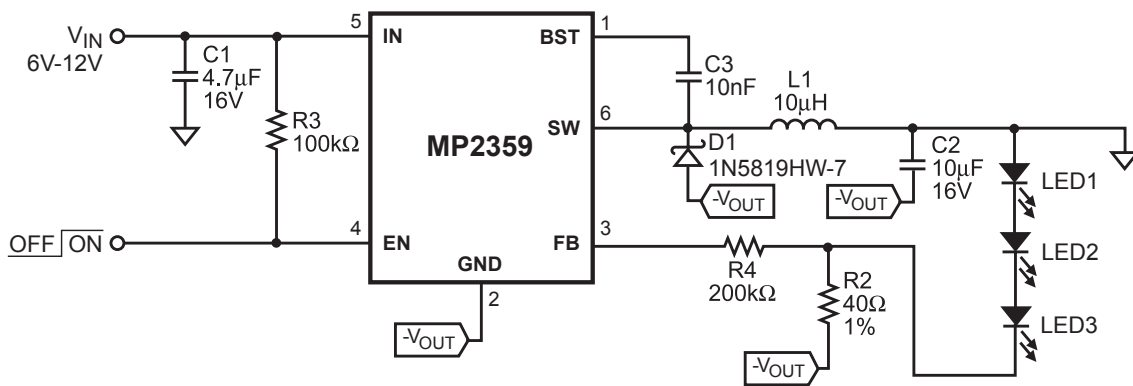 V_IN
6V-12V
C1
4.7µF
16V
R3
100kΩ
OFF ON
5
IN
4
EN
MP2359
GND
2
-V_OUT
BST
1
SW
6
FB
3
C3
10nF
L1
10µH
D1
1N5819HW-7
-V_OUT
C2
10µF
16V
-V_OUT
R4
200kΩ
R2
40Ω
1%
-V_OUT
LED1
LED2
LED3